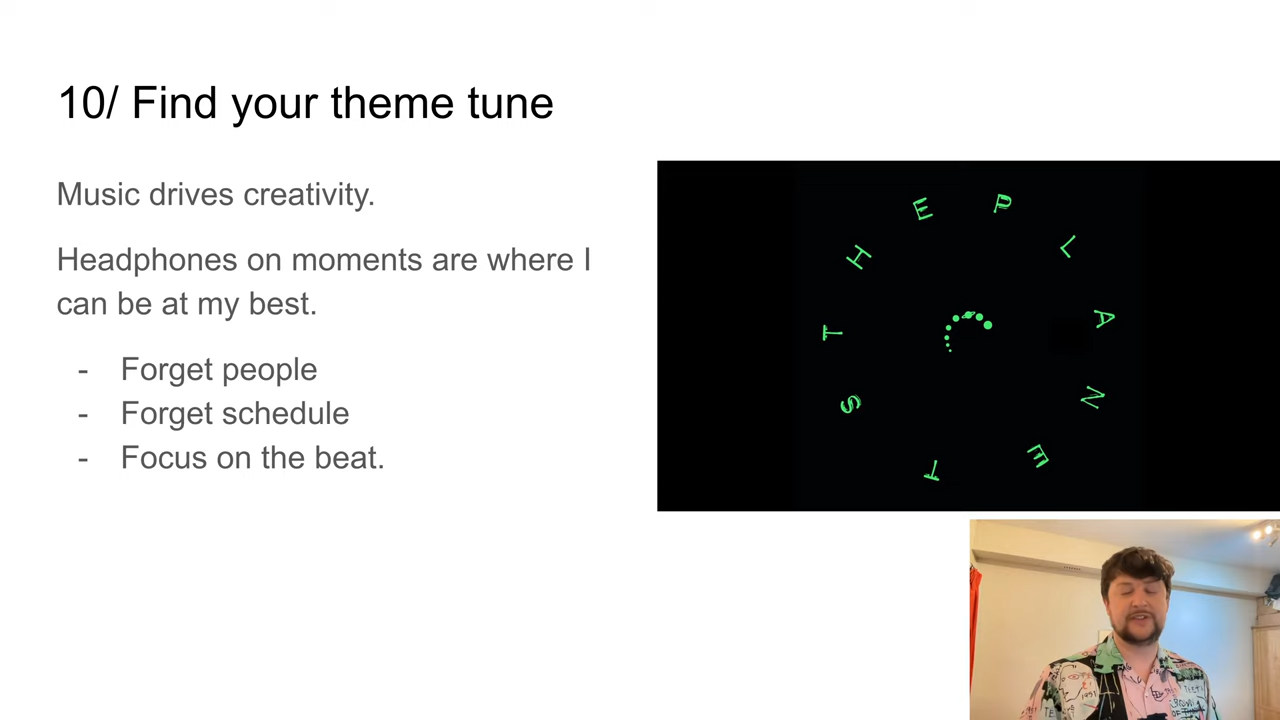 10/ Find your theme tune
Music drives creativity.
Headphones on moments are where I
can be at my best.
- Forget people
- Forget schedule
- Focus on the beat.
THE PLANETS